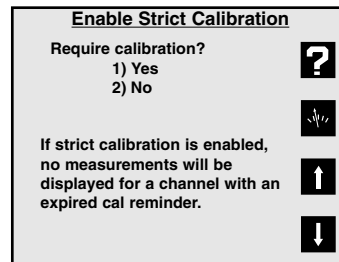 Enable Strict Calibration
Require calibration?
1) Yes
2) No
If strict calibration is enabled,
no measurements will be
displayed for a channel with an
expired cal reminder.
?